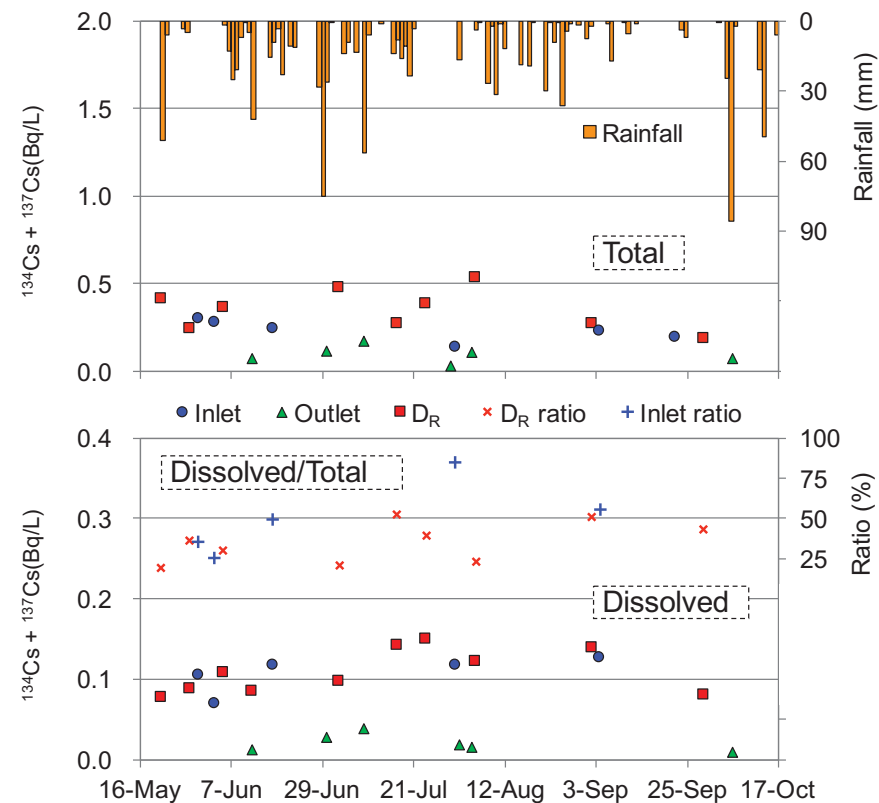 2.0
1.5
1.0
0.5
0.0
134Cs + 137Cs(Bq/L)
0
30
60
90
Rainfall (mm)
Rainfall
Total
Inlet Outlet DR DR ratio Inlet ratio
0.4
0.3
0.2
0.1
0.0
134Cs + 137Cs(Bq/L)
100
75
50
25
Ratio (%)
Dissolved/Total
Dissolved
16-May 7-Jun 29-Jun 21-Jul 12-Aug 3-Sep 25-Sep 17-Oct